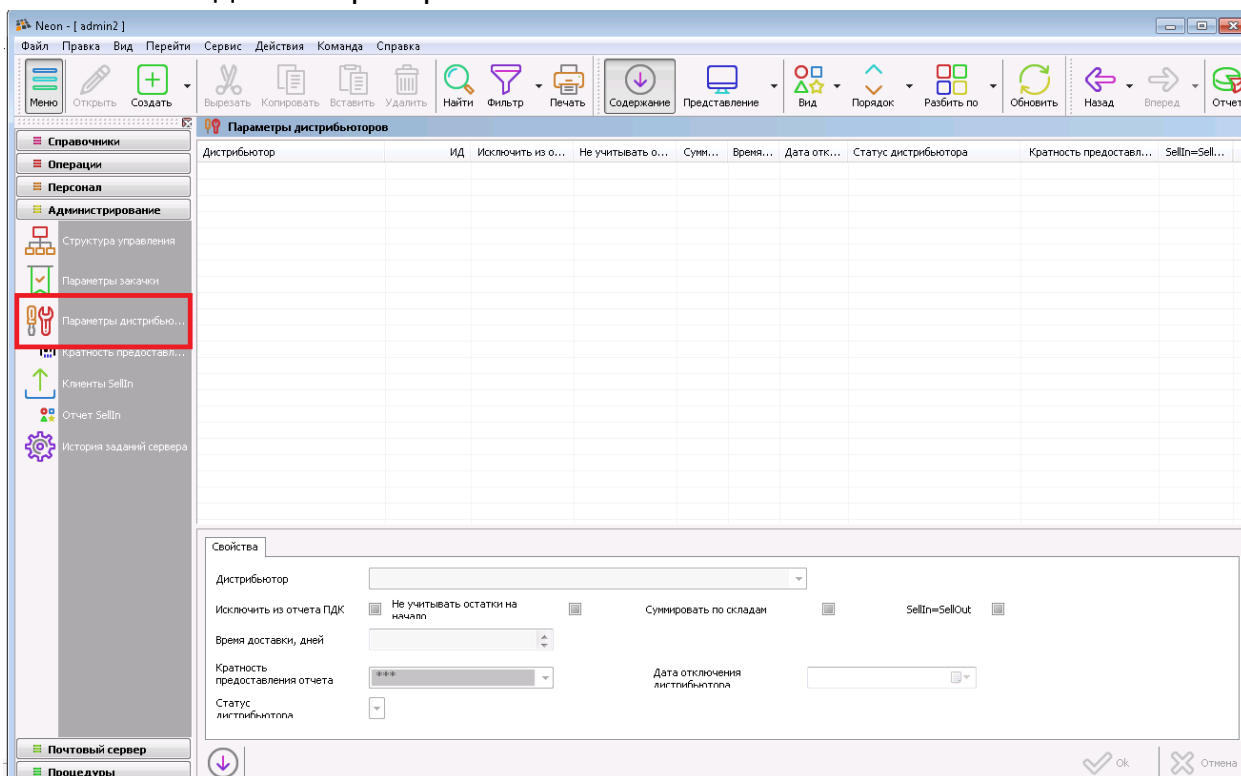 Neon - [ admin2 ]
Файл Правка Вид Перейти Сервис Действия Команда Справка
Меню Открыть Создать Вырезать Копировать Вставить Удалить Найти Фильтр Печать Содержание Представление Вид Порядок Разбить по Обновить Назад Вперед Отчет
Параметры дистрибьюторов
Справочники
Операции
Персонал
Администрирование
Структура управления
Параметры закачки
Параметры дистрибью...
Кратность предоставл...
Клиенты SellIn
Отчет SellIn
История заданий сервера
Почтовый сервер
Процедуры
Дистрибьютор ИД Исключить из о... Не учитывать о... Сумм... Время... Дата отк... Статус дистрибьютора Кратность предоставл... SellIn=Sell...
Свойства
Дистрибьютор
Исключить из отчета ПДК Не учитывать остатки на
начало
Суммировать по складам SellIn=SellOut
Время доставки, дней
Кратность
предоставления отчета ***
Дата отключения
дистрибьютора
Статус
дистрибьютора
Ok Отмена